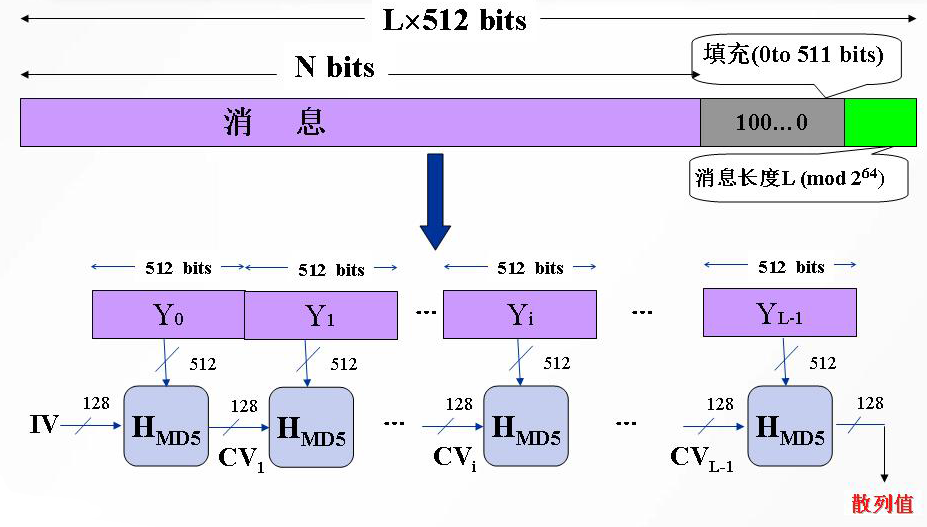 L×512 bits
填充(0to 511 bits)
N bits
消 息
100…0
消息长度L (mod 2⁶⁴)
512 bits
512 bits
512 bits
512 bits
Y₀
Y₁
...
Yᵢ
...
Y_L-1
512
512
512
512
IV
128
H_MD5
128
CV₁
H_MD5
...
128
CVᵢ
H_MD5
...
128
CV_L-1
H_MD5
128
散列值